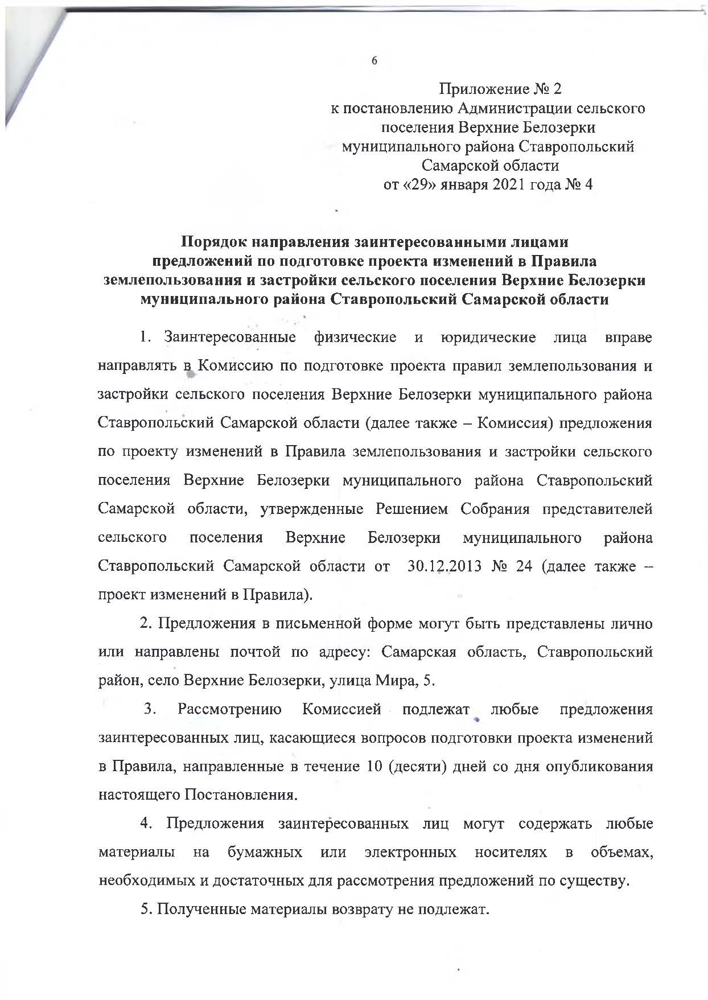 6
Приложение № 2
к постановлению Администрации сельского
поселения Верхние Белозерки
муниципального района Ставропольский
Самарской области
от «29» января 2021 года № 4
Порядок направления заинтересованными лицами
предложений по подготовке проекта изменений в Правила
землепользования и застройки сельского поселения Верхние Белозерки
муниципального района Ставропольский Самарской области
1. Заинтересованные физические и юридические лица вправе
направлять в Комиссию по подготовке проекта правил землепользования и
застройки сельского поселения Верхние Белозерки муниципального района
Ставропольский Самарской области (далее также – Комиссия) предложения
по проекту изменений в Правила землепользования и застройки сельского
поселения Верхние Белозерки муниципального района Ставропольский
Самарской области, утвержденные Решением Собрания представителей
сельского поселения Верхние Белозерки муниципального района
Ставропольский Самарской области от 30.12.2013 № 24 (далее также –
проект изменений в Правила).
2. Предложения в письменной форме могут быть представлены лично
или направлены почтой по адресу: Самарская область, Ставропольский
район, село Верхние Белозерки, улица Мира, 5.
3. Рассмотрению Комиссией подлежат любые предложения
заинтересованных лиц, касающиеся вопросов подготовки проекта изменений
в Правила, направленные в течение 10 (десяти) дней со дня опубликования
настоящего Постановления.
4. Предложения заинтересованных лиц могут содержать любые
материалы на бумажных или электронных носителях в объемах,
необходимых и достаточных для рассмотрения предложений по существу.
5. Полученные материалы возврату не подлежат.